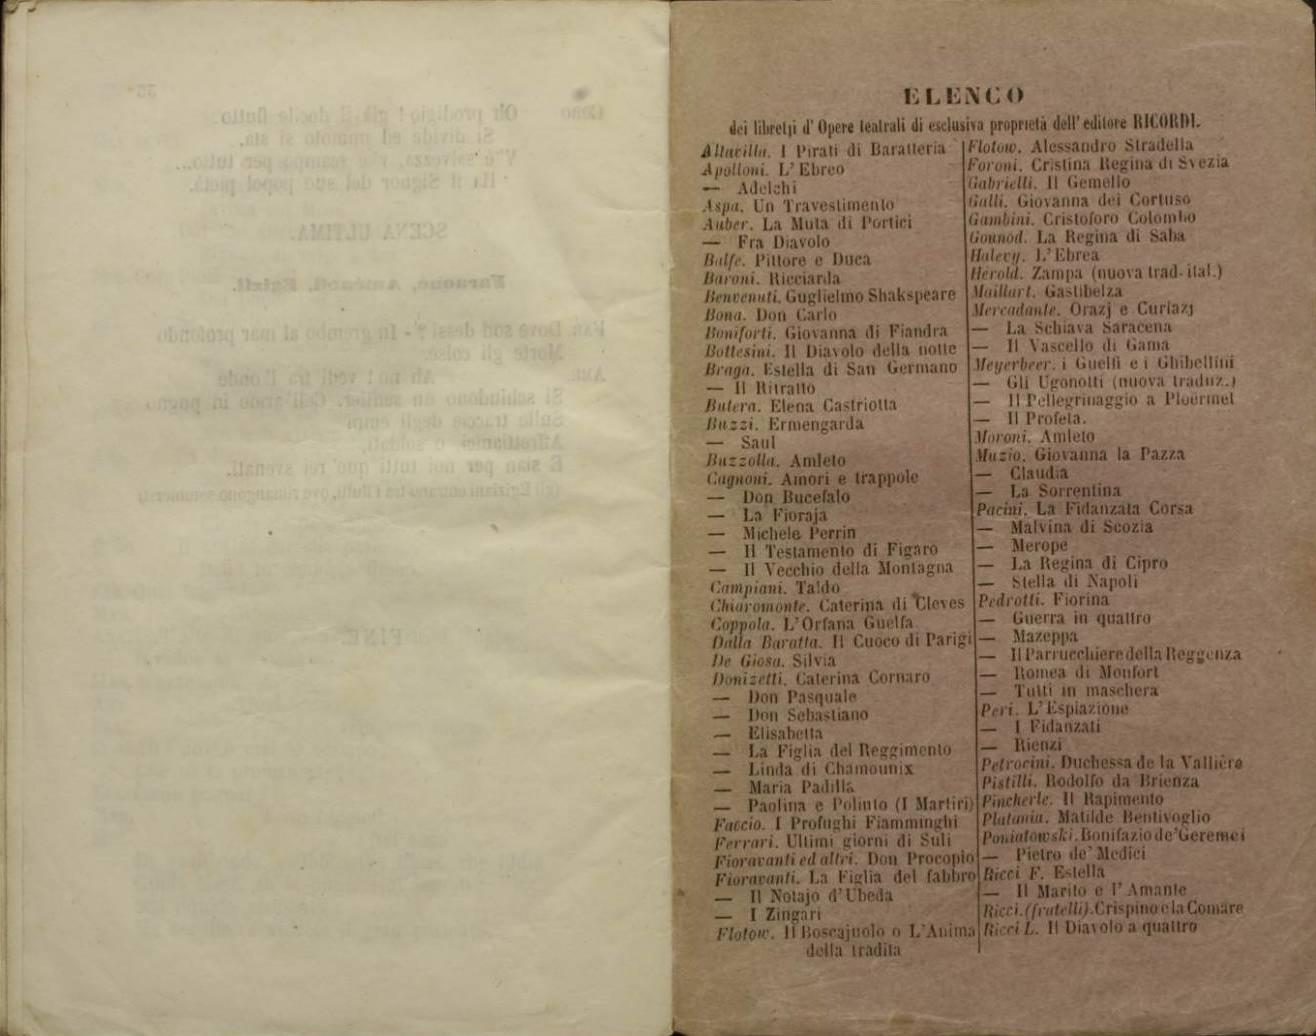 ELENCO
dei libretti d' Opere teatrali di esclusiva proprietà dell' editore RICORDI.
Altavilla. I Pirati di Baratteria
Apolloni. L'Ebreo
— Adelchi
Aspa. Un Travestimento
Auber. La Muta di Portici
— Fra Diavolo
Balfe. Pittore e Duca
Baroni. Ricciarda
Benvenuti. Guglielmo Shakspeare
Bona. Don Carlo
Boniforti. Giovanna di Fiandra
Bottesini. Il Diavolo della notte
Braga. Estella di San Germano
— Il Ritratto
Butera. Elena Castriotta
Buzzi. Ermengarda
— Saul
Buzzolla. Amleto
Cagnoni. Amori e trappole
— Don Bucefalo
— La Fioraja
— Michele Perrin
— Il Testamento di Figaro
— Il Vecchio della Montagna
Campiani. Taldo
Chiaromonte. Caterina di Cleves
Coppola. L'Orfana Guelfa
Dalla Baratta. Il Cuoco di Parigi
De Giosa. Silvia
Donizetti. Caterina Cornaro
— Don Pasquale
— Don Sebastiano
— Elisabetta
— La Figlia del Reggimento
— Linda di Chamounix
— Maria Padilla
— Paolina e Poliuto (I Martiri)
Faccio. I Profughi Fiamminghi
Ferrari. Ultimi giorni di Suli
Fioravanti ed altri. Don Procopio
Fioravanti. La Figlia del fabbro
— Il Notajo d'Ubeda
— I Zingari
Flotow. Il Boscajuolo o L'Anima
della tradita
Flotow. Alessandro Stradella
Foroni. Cristina Regina di Svezia
Gabrielli. Il Gemello
Galli. Giovanna dei Cortuso
Gambini. Cristoforo Colombo
Gounod. La Regina di Saba
Halevy. L'Ebrea
Herold. Zampa (nuova trad. ital.)
Maillart. Gastibelza
Mercadante. Orazj e Curiazj
— La Schiava Saracena
— Il Vascello di Gama
Meyerbeer. i Guelfi e i Ghibellini
— Gli Ugonotti (nuova traduz.)
— Il Pellegrinaggio a Ploërmel
— Il Profeta.
Moroni. Amleto
Muzio. Giovanna la Pazza
— Claudia
— La Sorrentina
Pacini. La Fidanzata Corsa
— Malvina di Scozia
— Merope
— La Regina di Cipro
— Stella di Napoli
Pedrotti. Fiorina
— Guerra in quattro
— Mazeppa
— Il Parrucchiere della Reggenza
— Romea di Monfort
— Tutti in maschera
Peri. L'Espiazione
— I Fidanzati
— Rienzi
Petrocini. Duchessa de la Vallière
Pistilli. Rodolfo da Brienza
Pincherle. Il Rapimento
Platania. Matilde Bentivoglio
Poniatowski. Bonifazio de' Geremei
— Pietro de' Medici
Ricci F. Estella
— Il Marito e l'Amante
Ricci. (fratelli). Crispino e la Comare
Ricci L. Il Diavolo a quattro